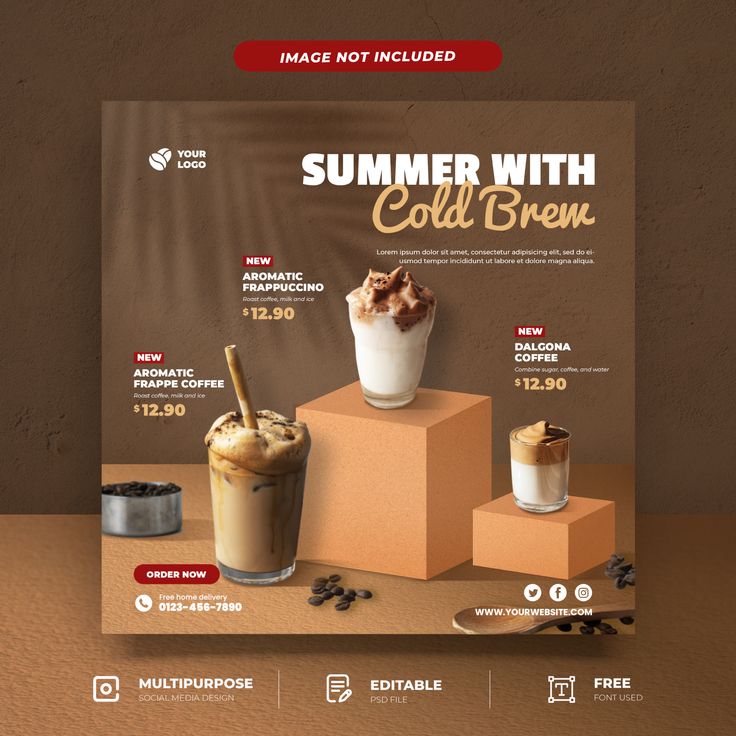 IMAGE NOT INCLUDED
YOUR
LOGO
SUMMER WITH
Cold Brew
Lorem ipsum dolor sit amet, consectetur adipisicing elit, sed do ei-
usmod tempor incididunt ut labore et dolore magna aliqua.
NEW
AROMATIC
FRAPPUCCINO
Roast coffee, milk and ice
$12.90
NEW
DALGONA
COFFEE
Combine sugar, coffee, and water
$12.90
NEW
AROMATIC
FRAPPE COFFEE
Roast coffee, milk and ice
$12.90
ORDER NOW
Free home delivery
0123-456-7890
WWW.YOURWEBSITE.COM
MULTIPURPOSE
SOCIAL MEDIA DESIGN
EDITABLE
PSD FILE
T
FREE
FONT USED